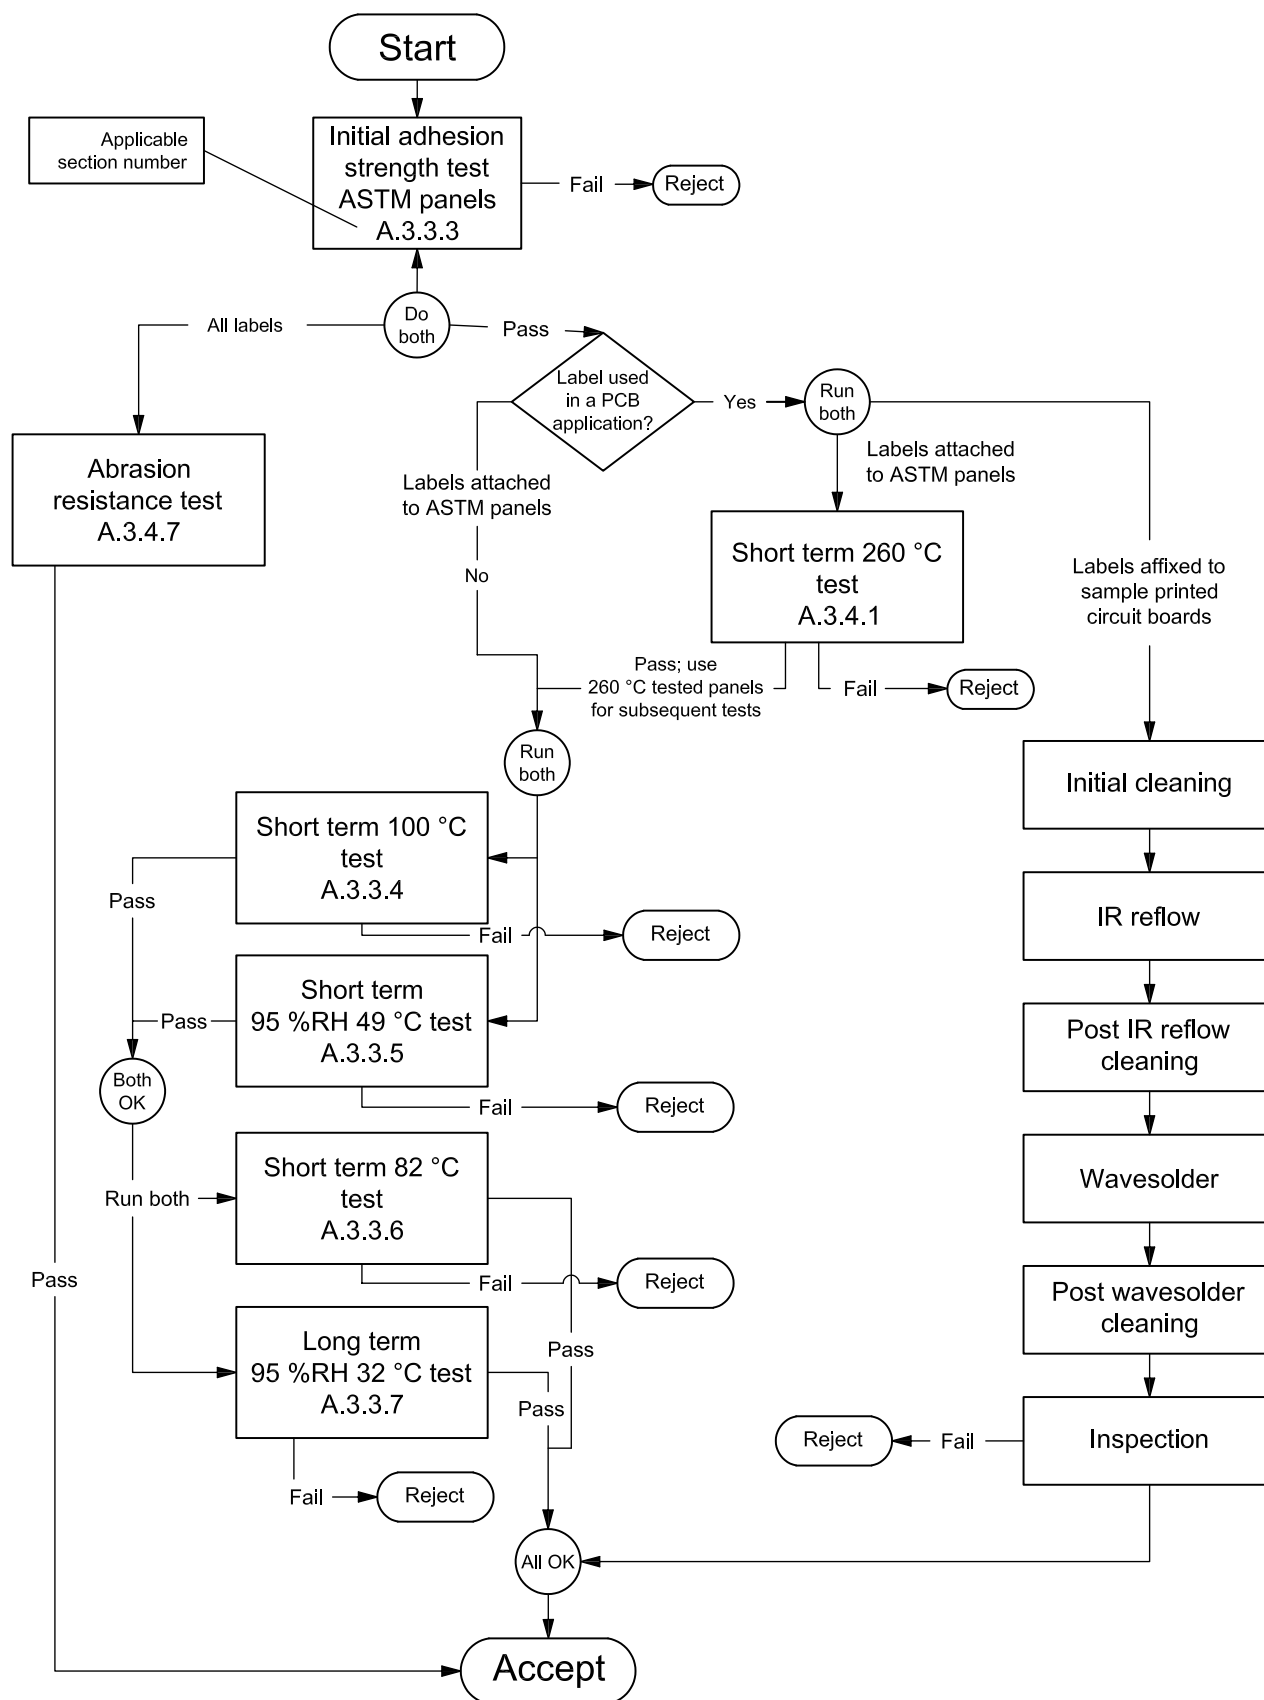 Start
Applicable
section number
Initial adhesion
strength test
ASTM panels
A.3.3.3
Fail
Reject
Do
both
All labels
Pass
Label used
in a PCB
application?
Yes
Run
both
Labels attached
to ASTM panels
Labels attached
to ASTM panels
Abrasion
resistance test
A.3.4.7
No
Short term 260 °C
test
A.3.4.1
Labels affixed to
sample printed
circuit boards
Pass; use
260 °C tested panels
for subsequent tests
Fail
Reject
Run
both
Initial cleaning
Short term 100 °C
test
A.3.3.4
Pass
Fail
Reject
IR reflow
Short term
95 %RH 49 °C test
A.3.3.5
Pass
Fail
Reject
Post IR reflow
cleaning
Both
OK
Run both
Short term 82 °C
test
A.3.3.6
Fail
Reject
Wavesolder
Pass
Post wavesolder
cleaning
Long term
95 %RH 32 °C test
A.3.3.7
Pass
Pass
Fail
Reject
Inspection
Fail
Reject
All OK
Accept